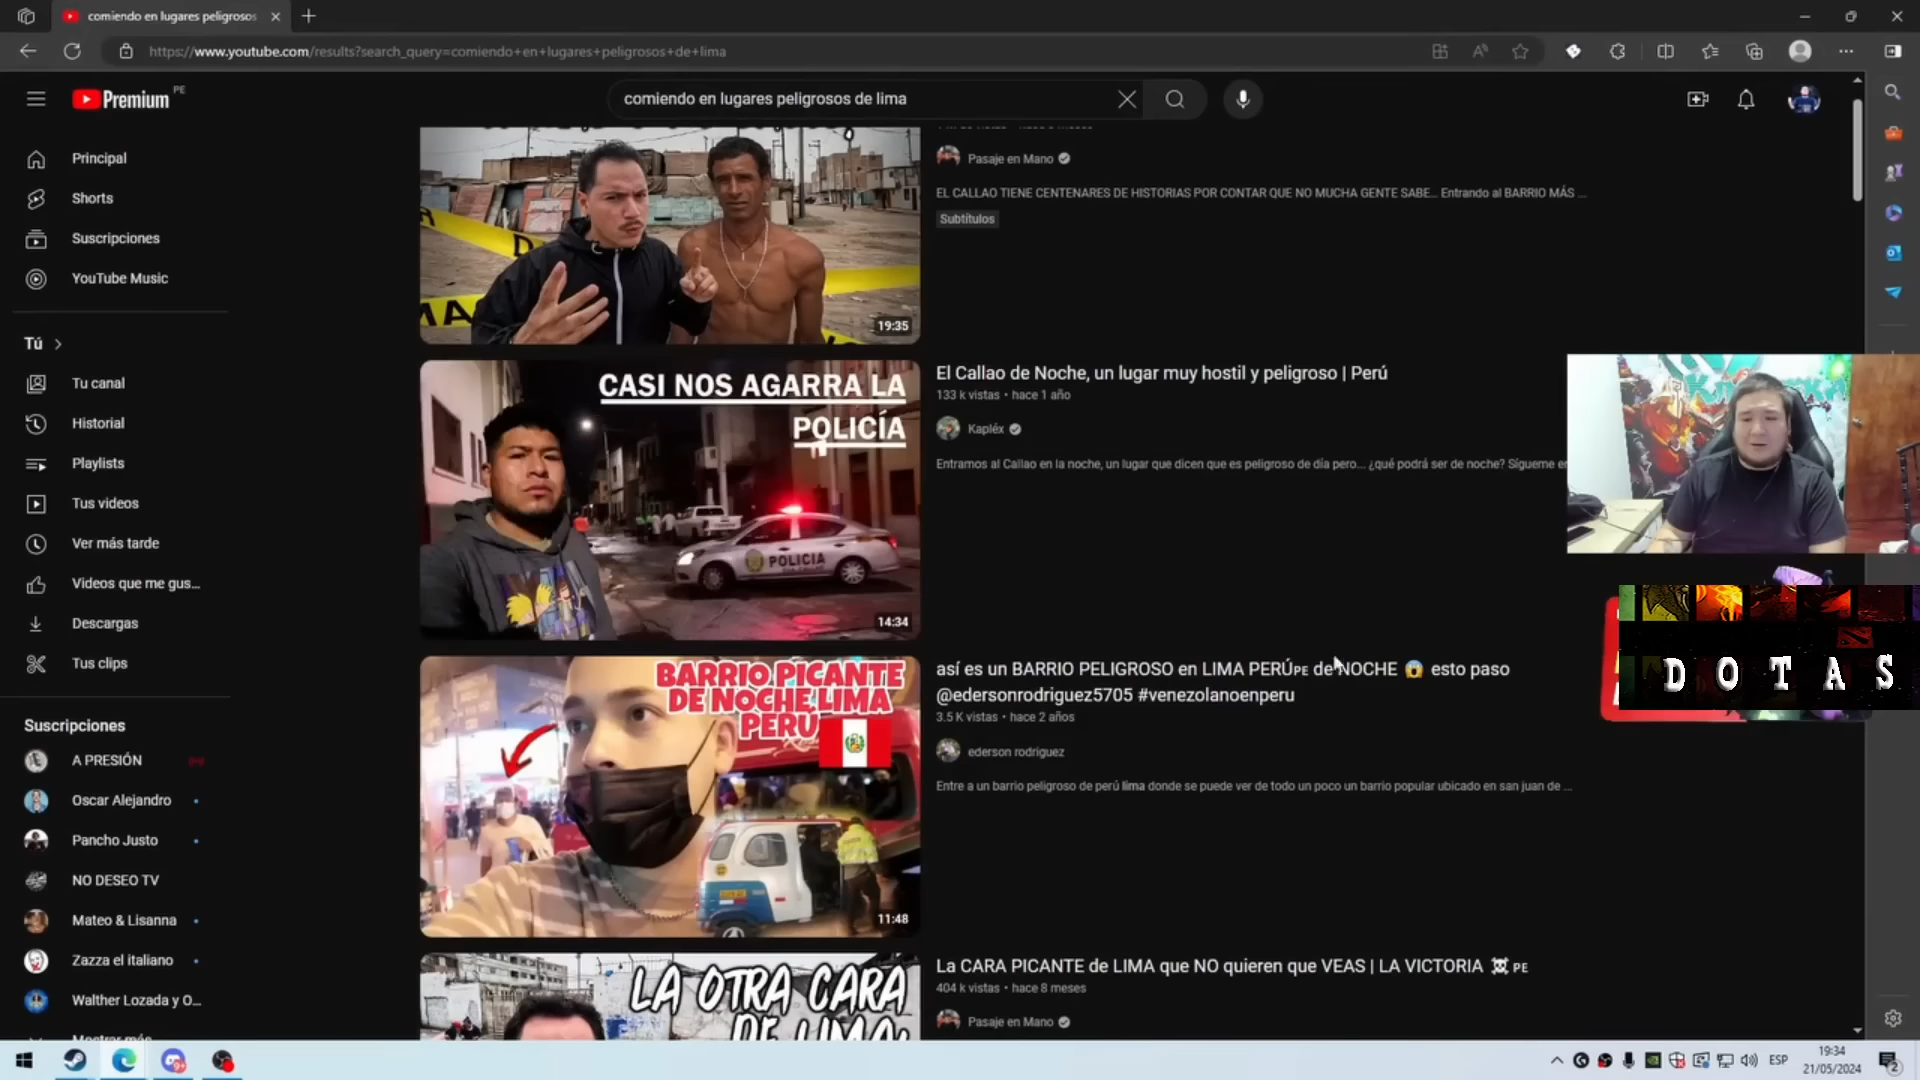 comiendo en lugares peligrosos
https://www.youtube.com/results?search_query=comiendo+en+lugares+peligrosos+de+lima
Premium PE
comiendo en lugares peligrosos de lima
Principal
Shorts
Suscripciones
YouTube Music
Tú
Tu canal
Historial
Playlists
Tus videos
Ver más tarde
Videos que me gus...
Descargas
Tus clips
Suscripciones
A PRESIÓN
Oscar Alejandro
Pancho Justo
NO DESEO TV
Mateo & Lisanna
Zazza el italiano
Walther Lozada y O...
Mostrar más
19:35
Pasaje en Mano
EL CALLAO TIENE CENTENARES DE HISTORIAS POR CONTAR QUE NO MUCHA GENTE SABE... Entrando al BARRIO MÁS ...
Subtítulos
CASI NOS AGARRA LA
POLICÍA
POLICIA
14:34
El Callao de Noche, un lugar muy hostil y peligroso | Perú
133 k vistas • hace 1 año
Kapléx
Entramos al Callao en la noche, un lugar que dicen que es peligroso de día pero... ¿qué podrá ser de noche? Sígueme en
BARRIO PICANTE
DE NOCHE LIMA
PERÚ
11:48
así es un BARRIO PELIGROSO en LIMA PERÚPE de NOCHE 😱 esto paso
@edersonrodriguez5705 #venezolanoenperu
3.5 K vistas • hace 2 años
ederson rodriguez
Entre a un barrio peligroso de perú lima donde se puede ver de todo un poco un barrio popular ubicado en san juan de ...
LA OTRA CARA
DE LIMA
La CARA PICANTE de LIMA que NO quieren que VEAS | LA VICTORIA ☠️ PE
404 k vistas • hace 8 meses
Pasaje en Mano
DOTAS
ESP
19:34
21/05/2024
2